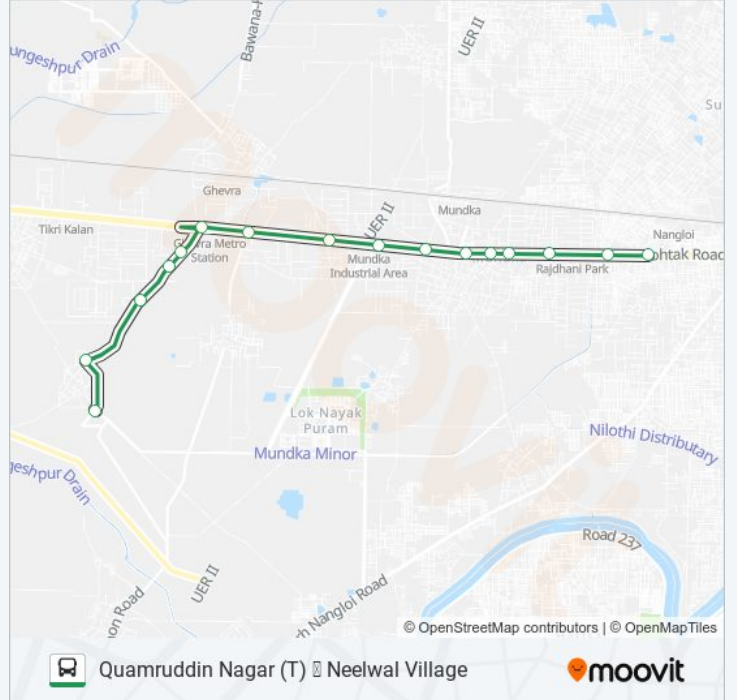 UER II
Bawana-H
ungeshpur Drain
Su
Ghevra
UER II
Mundka
Tikri Kalan
Nangloi
Ghevra Metro
Station
ohtak Road
Mundka
Industrial Area
Rajdhani Park
Lok Nayak
Puram
Nilothi Distributary
Mundka Minor
geshpur Drain
Road 237
UER II
on Road
h Nangloi Road
© OpenStreetMap contributors | © OpenMapTiles
Quamruddin Nagar (T) Neelwal Village
moovit